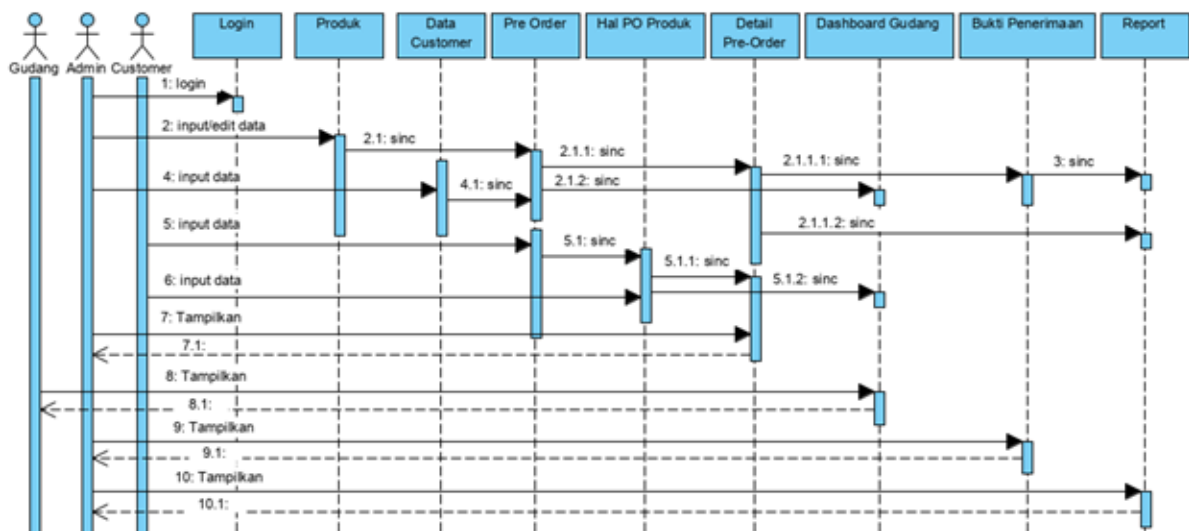 Login
Produk
Data
Customer
Pre Order
Hal PO Produk
Detail
Pre-Order
Dashboard Gudang
Bukti Penerimaan
Report
Gudang
Admin
Customer
1: login
2: input/edit data
2.1: sinc
2.1.1: sinc
2.1.1.1: sinc
3: sinc
4: input data
4.1: sinc
2.1.2: sinc
5: input data
2.1.1.2: sinc
5.1: sinc
5.1.1: sinc
6: input data
5.1.2: sinc
7: Tampilkan
7.1:
8: Tampilkan
8.1:
9: Tampilkan
9.1:
10: Tampilkan
10.1: